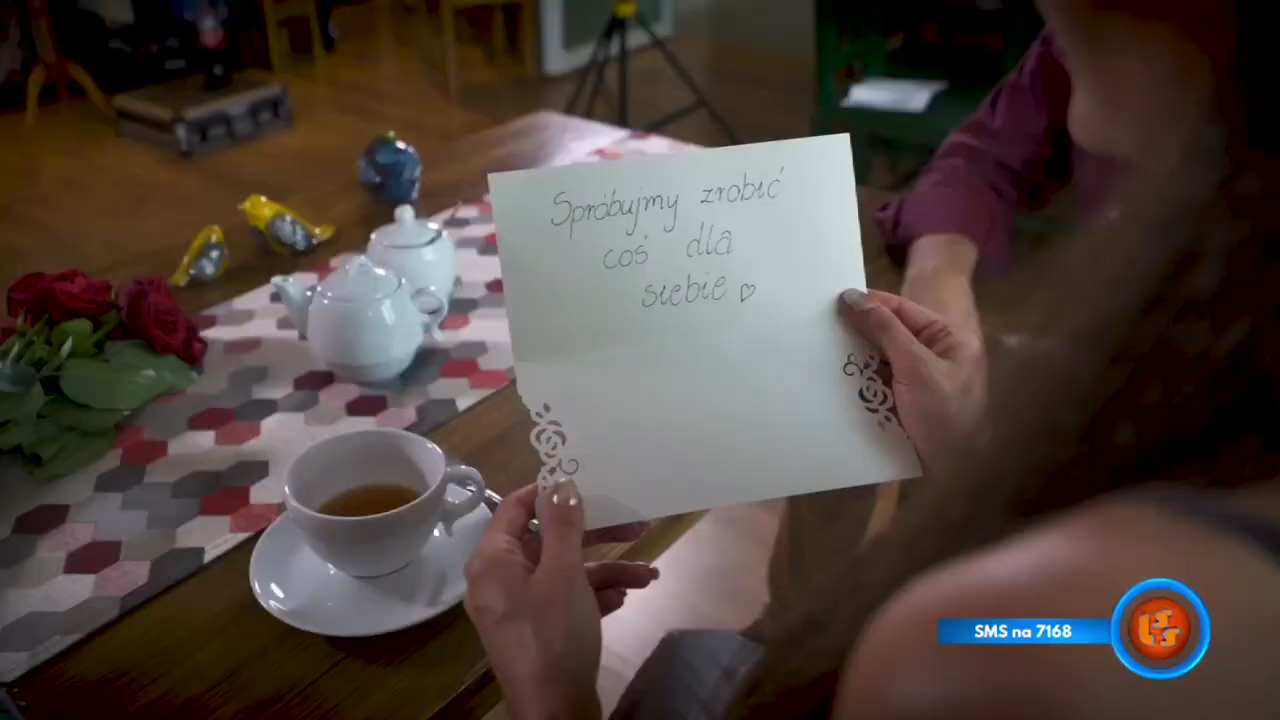 Spróbujmy zrobić
coś dla
siebie ♡
SMS na 7168